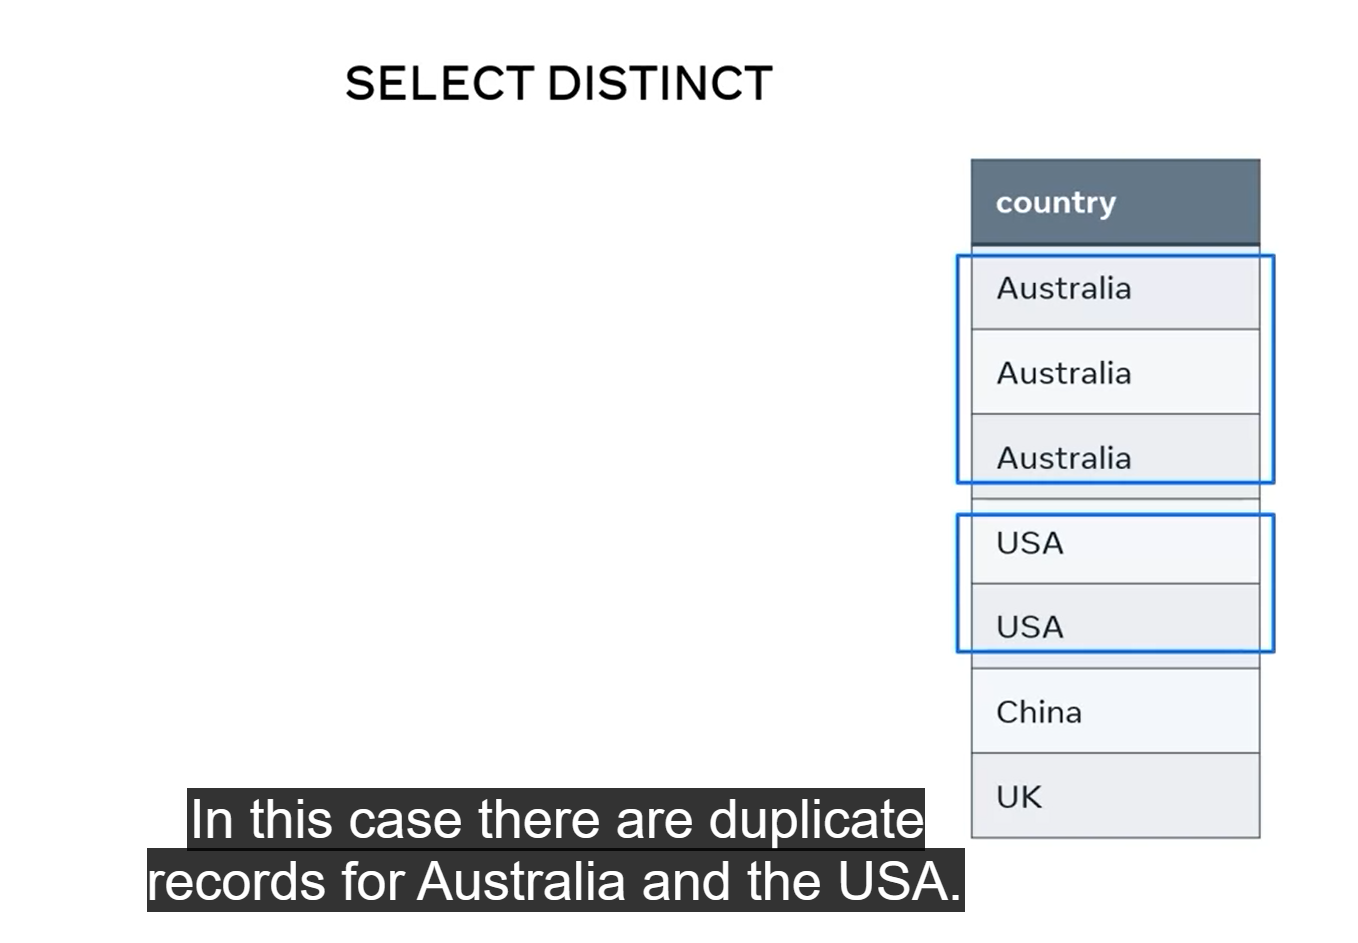 SELECT DISTINCT
country
Australia
Australia
Australia
USA
USA
China
UK
In this case there are duplicate
records for Australia and the USA.